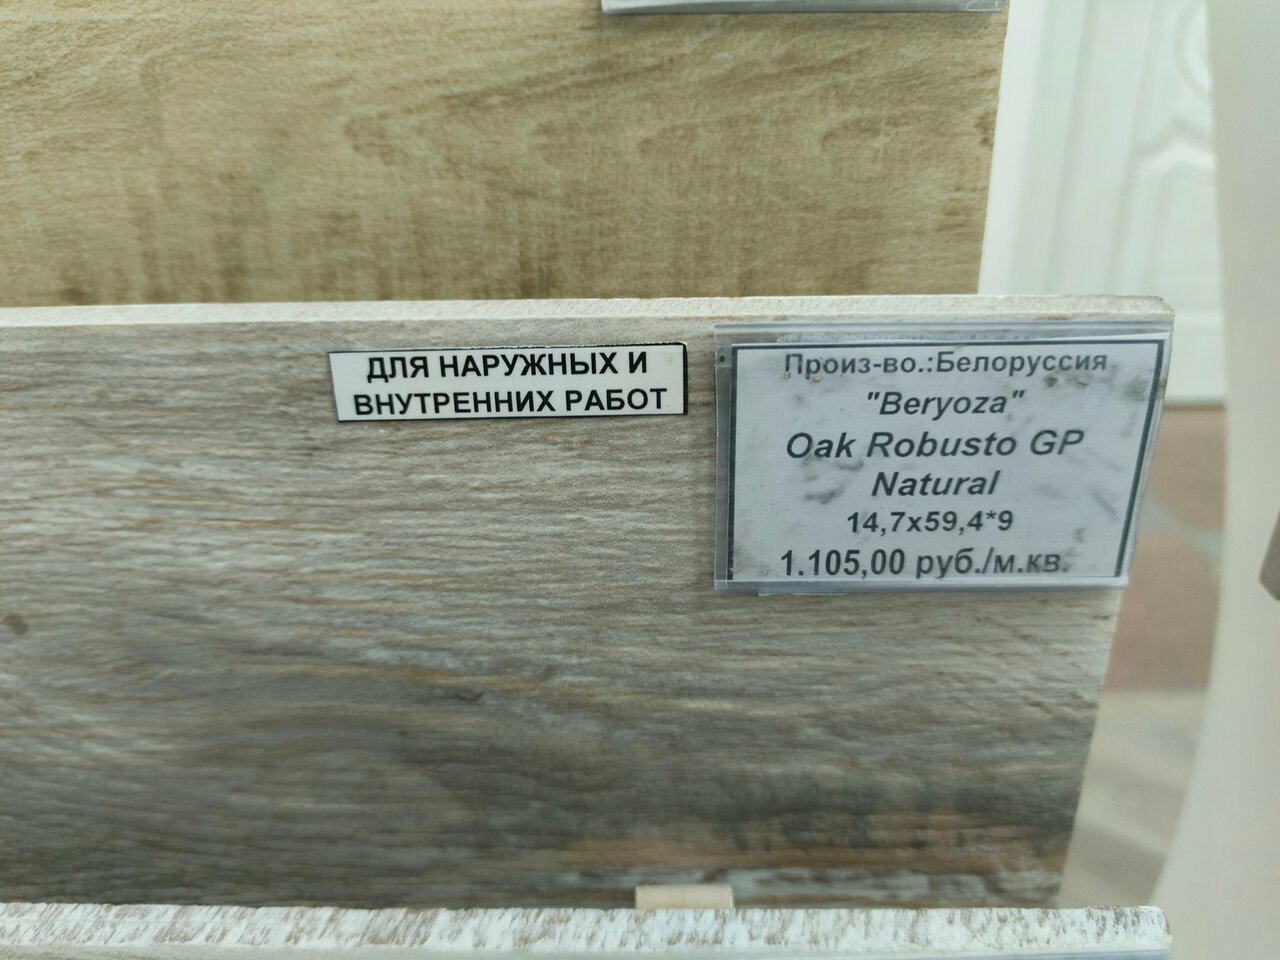 ДЛЯ НАРУЖНЫХ И
ВНУТРЕННИХ РАБОТ
Произ-во.:Белоруссия
"Beryoza"
Oak Robusto GP
Natural
14,7x59,4*9
1.105,00 руб./м.кв.